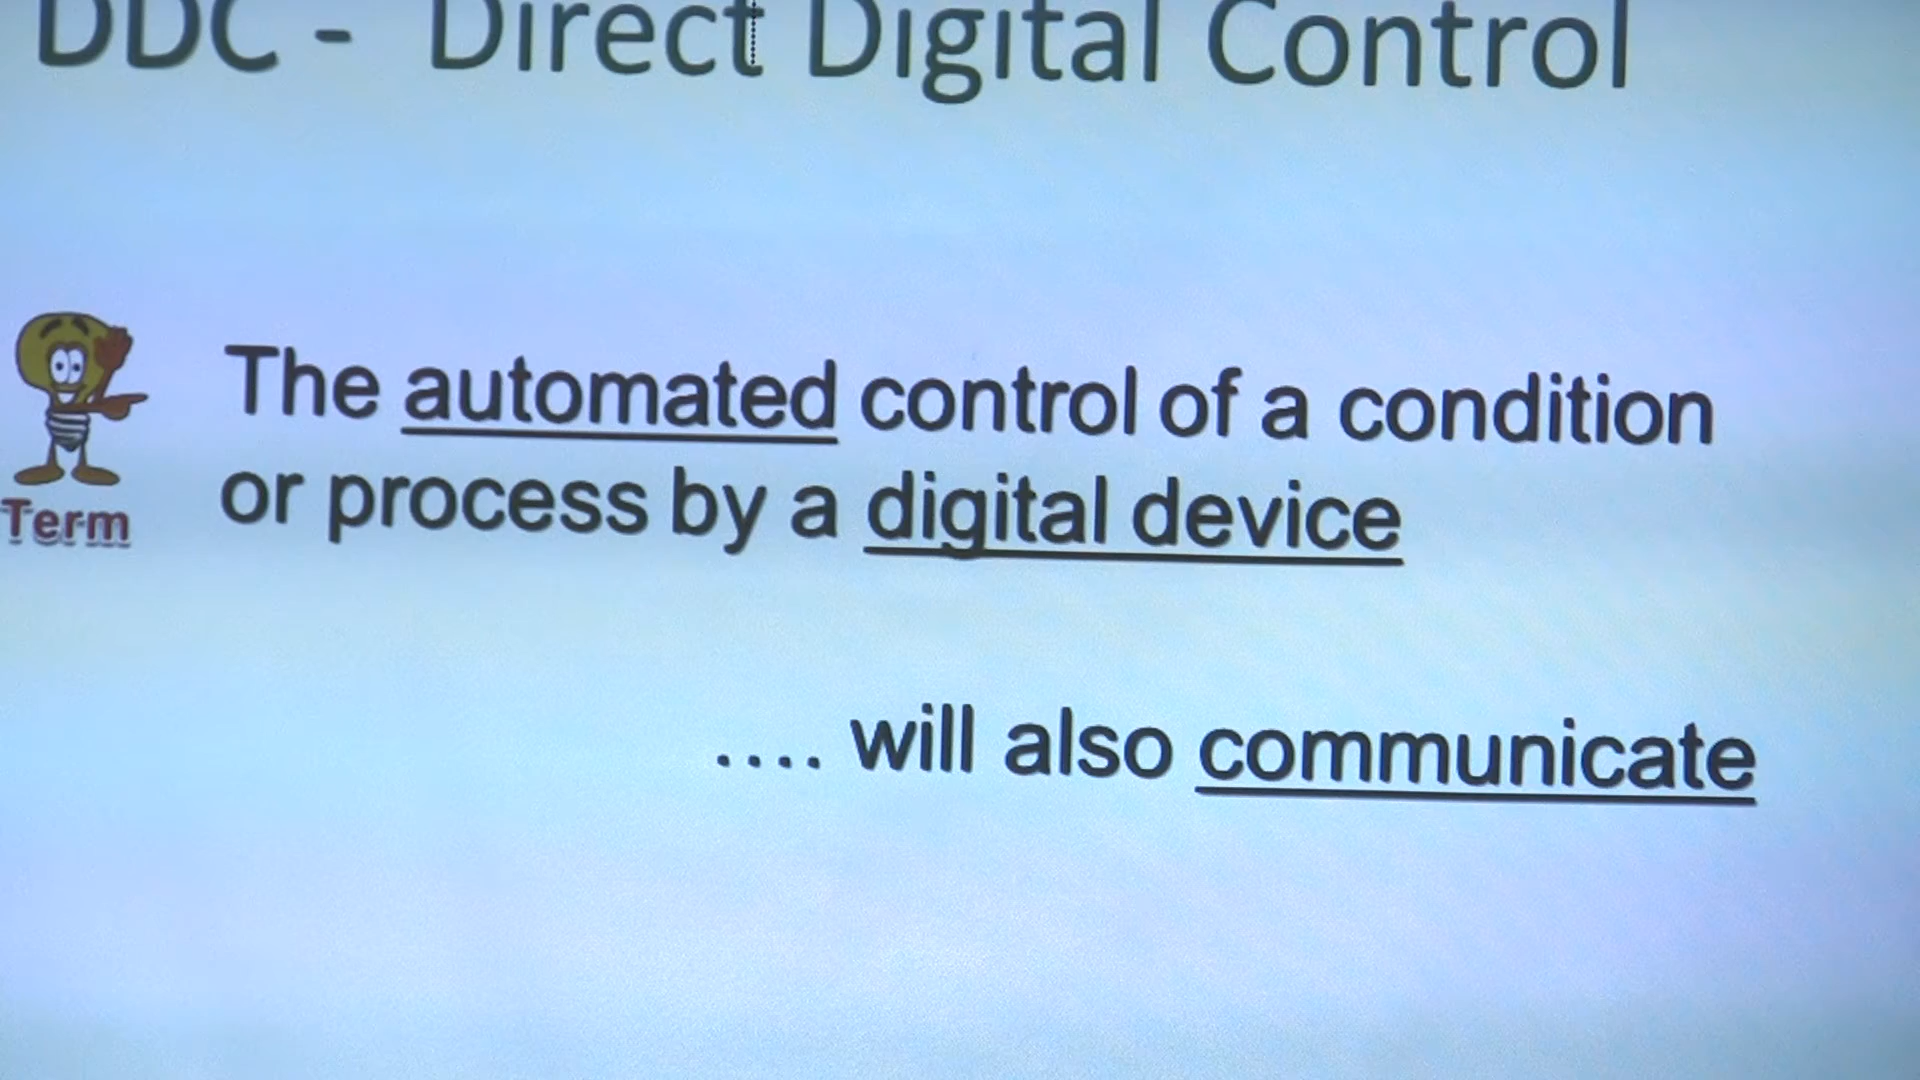 DDC - Direct Digital Control
The automated control of a condition
or process by a digital device
Term
.... will also communicate